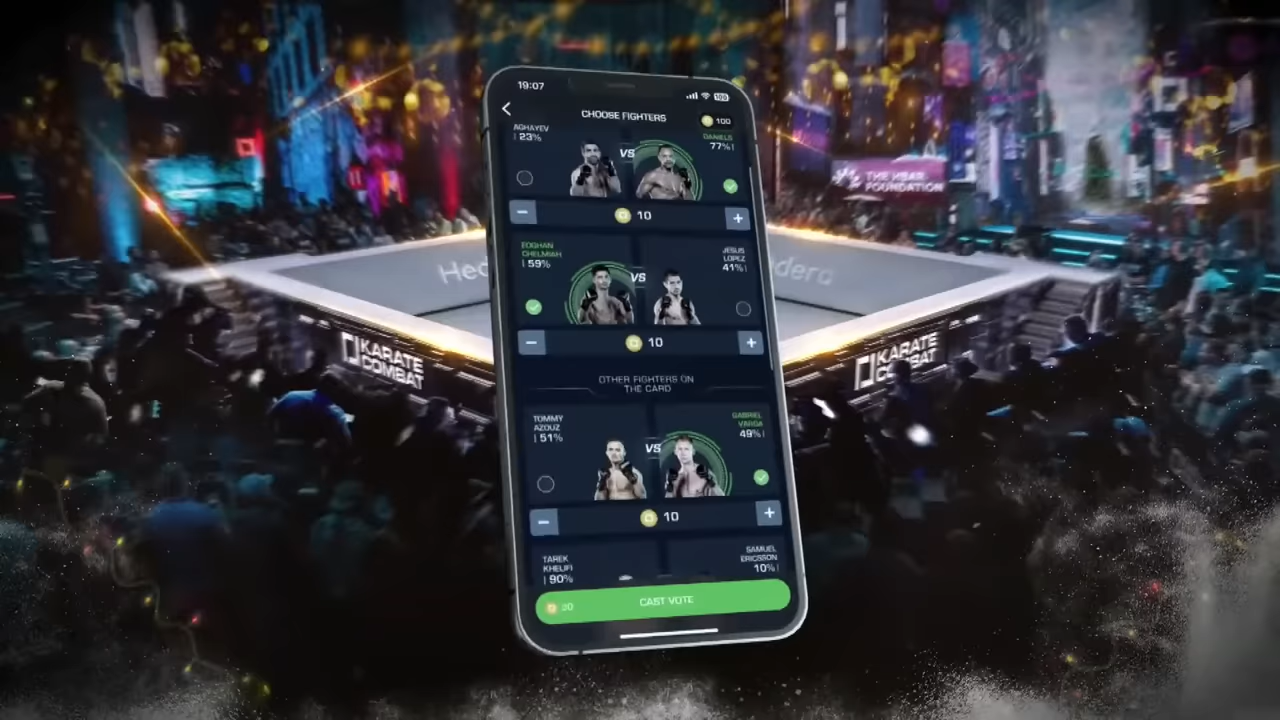 19:07
100
CHOOSE FIGHTERS
100
AGHAYEV
| 23%
VS
DANIELS
77% |
10
EOGHAN
CHELMIAH
| 59%
VS
JESUS
LOPEZ
41% |
10
OTHER FIGHTERS ON
THE CARD
TOMMY
AZOUZ
| 51%
VS
GABRIEL
VARGA
49% |
10
TAREK
KHELIFI
| 90%
SAMUEL
ERICSSON
10% |
CAST VOTE
THE HBAR
FOUNDATION
KARATE
COMBAT
KARATE
COMBAT